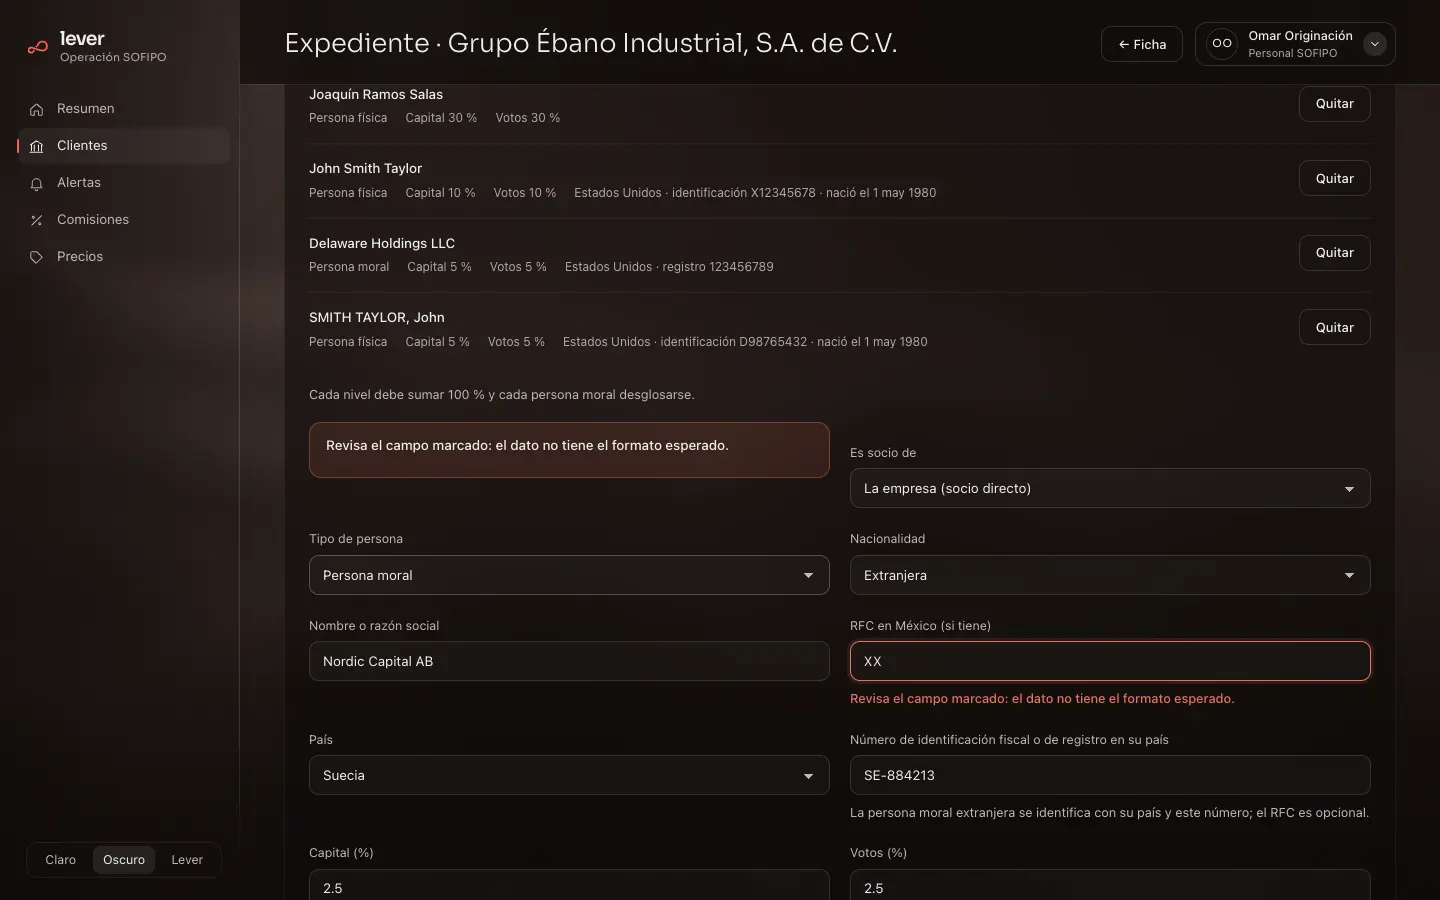 lever
Operación SOFIPO
Resumen
Clientes
Alertas
Comisiones
Precios
Claro Oscuro Lever
Expediente · Grupo Ébano Industrial, S.A. de C.V.
← Ficha
OO
Omar Originación
Personal SOFIPO
Joaquín Ramos Salas
Persona física Capital 30 % Votos 30 %
Quitar
John Smith Taylor
Persona física Capital 10 % Votos 10 % Estados Unidos · identificación X12345678 · nació el 1 may 1980
Quitar
Delaware Holdings LLC
Persona moral Capital 5 % Votos 5 % Estados Unidos · registro 123456789
Quitar
SMITH TAYLOR, John
Persona física Capital 5 % Votos 5 % Estados Unidos · identificación D98765432 · nació el 1 may 1980
Quitar
Cada nivel debe sumar 100 % y cada persona moral desglosarse.
Revisa el campo marcado: el dato no tiene el formato esperado.
Es socio de
La empresa (socio directo)
Tipo de persona
Persona moral
Nacionalidad
Extranjera
Nombre o razón social
Nordic Capital AB
RFC en México (si tiene)
XX
Revisa el campo marcado: el dato no tiene el formato esperado.
País
Suecia
Número de identificación fiscal o de registro en su país
SE-884213
La persona moral extranjera se identifica con su país y este número; el RFC es opcional.
Capital (%)
2.5
Votos (%)
2.5